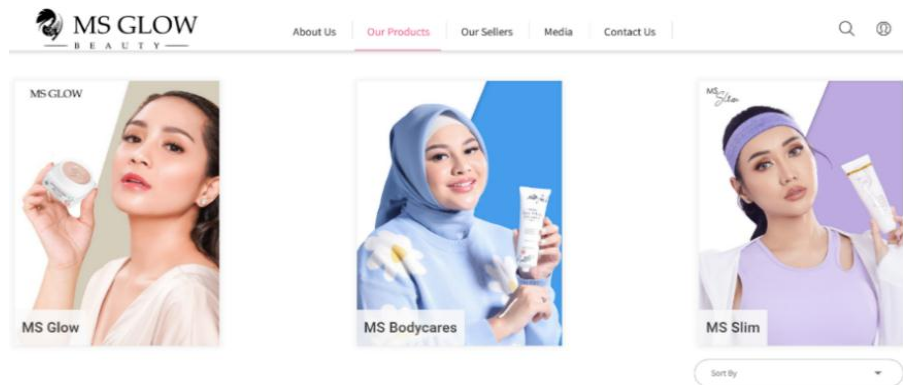 MS GLOW
BEAUTY
About Us
Our Products
Our Sellers
Media
Contact Us
MS GLOW
MS Slim
MS Glow
MS Bodycares
MS Slim
Sort By